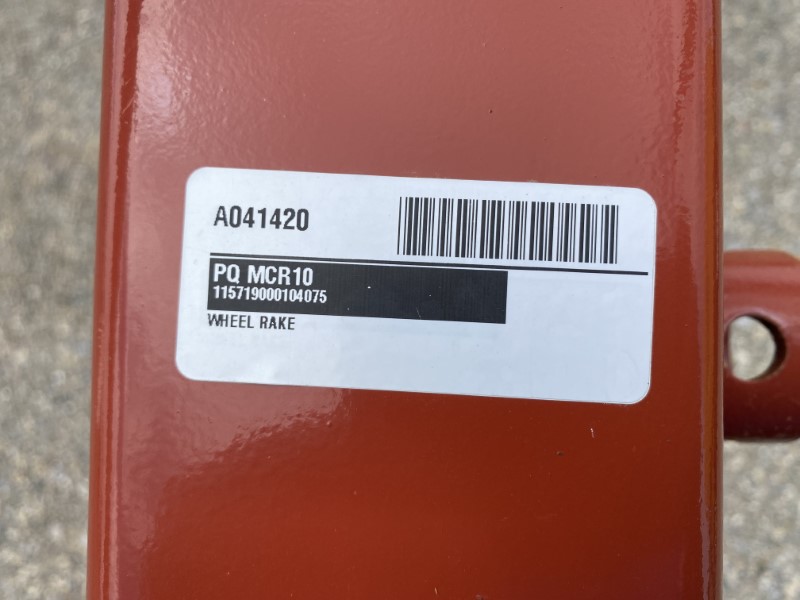 A041420
PQ MCR10
115719000104075
WHEEL RAKE